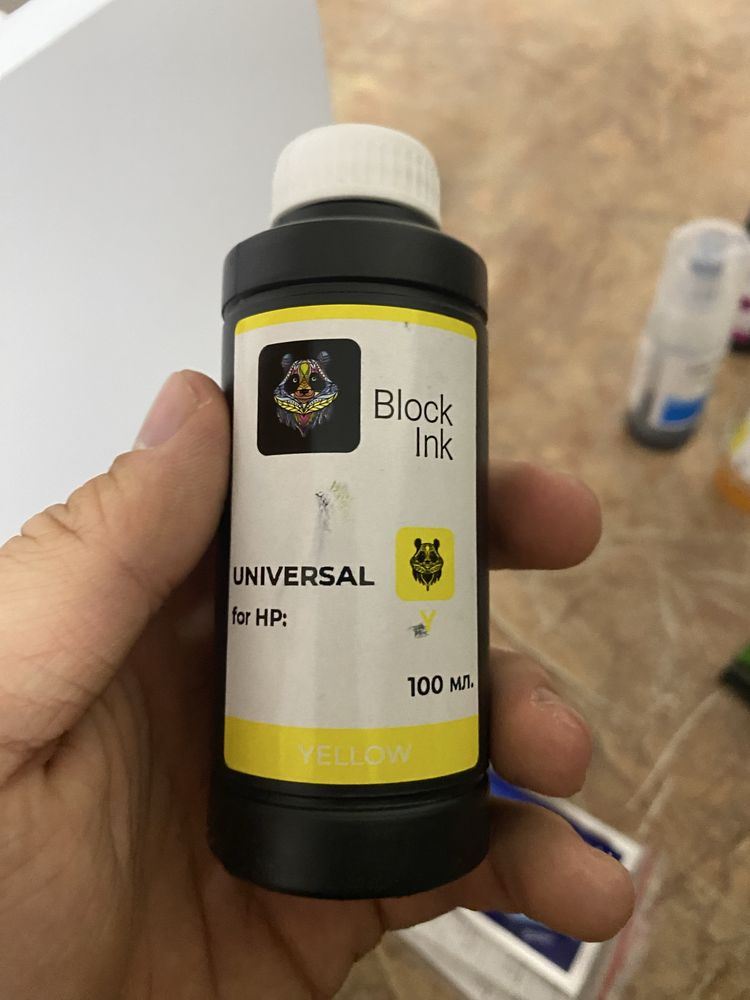 Block
Ink
UNIVERSAL
for HP:
Y
100 мл.
YELLOW